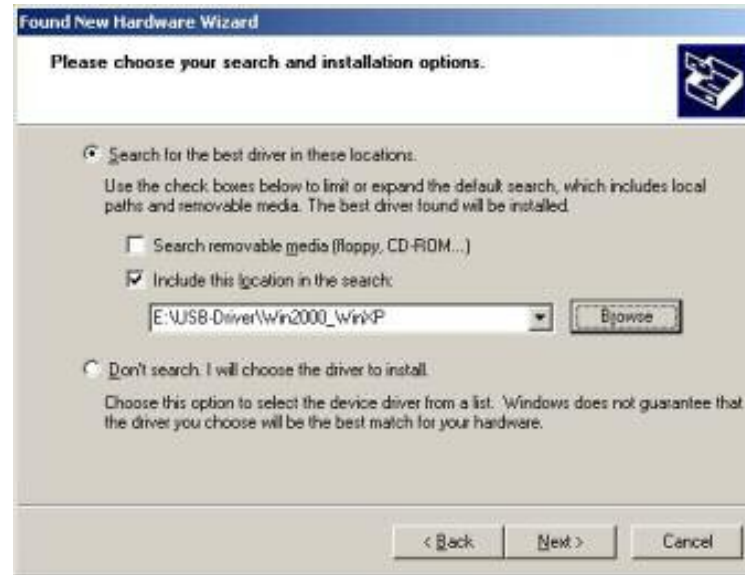 Found New Hardware Wizard
Please choose your search and installation options.
Search for the best driver in these locations.
Use the check boxes below to limit or expand the default search, which includes local
paths and removable media. The best driver found will be installed.
Search removable media (floppy, CD-ROM...)
Include this location in the search:
E:\USB-Driver\Win2000_WinXP
Browse
Don't search. I will choose the driver to install.
Choose this option to select the device driver from a list. Windows does not guarantee that
the driver you choose will be the best match for your hardware.
< Back
Next >
Cancel